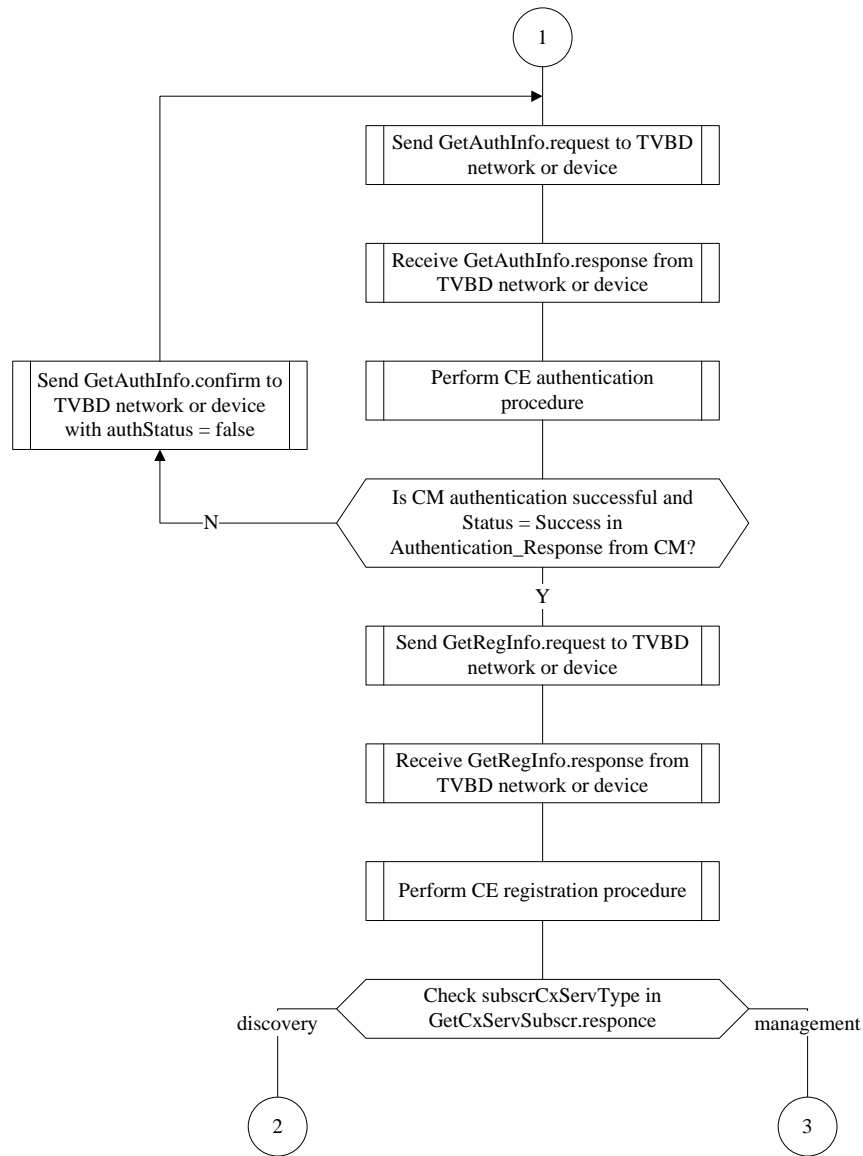 1
Send GetAuthInfo.request to TVBD
network or device
Receive GetAuthInfo.response from
TVBD network or device
Send GetAuthInfo.confirm to
TVBD network or device
with authStatus = false
Perform CE authentication
procedure
Is CM authentication successful and
Status = Success in
Authentication_Response from CM?
N
Y
Send GetRegInfo.request to TVBD
network or device
Receive GetRegInfo.response from
TVBD network or device
Perform CE registration procedure
Check subscrCxServType in
GetCxServSubscr.responce
discovery
management
2
3